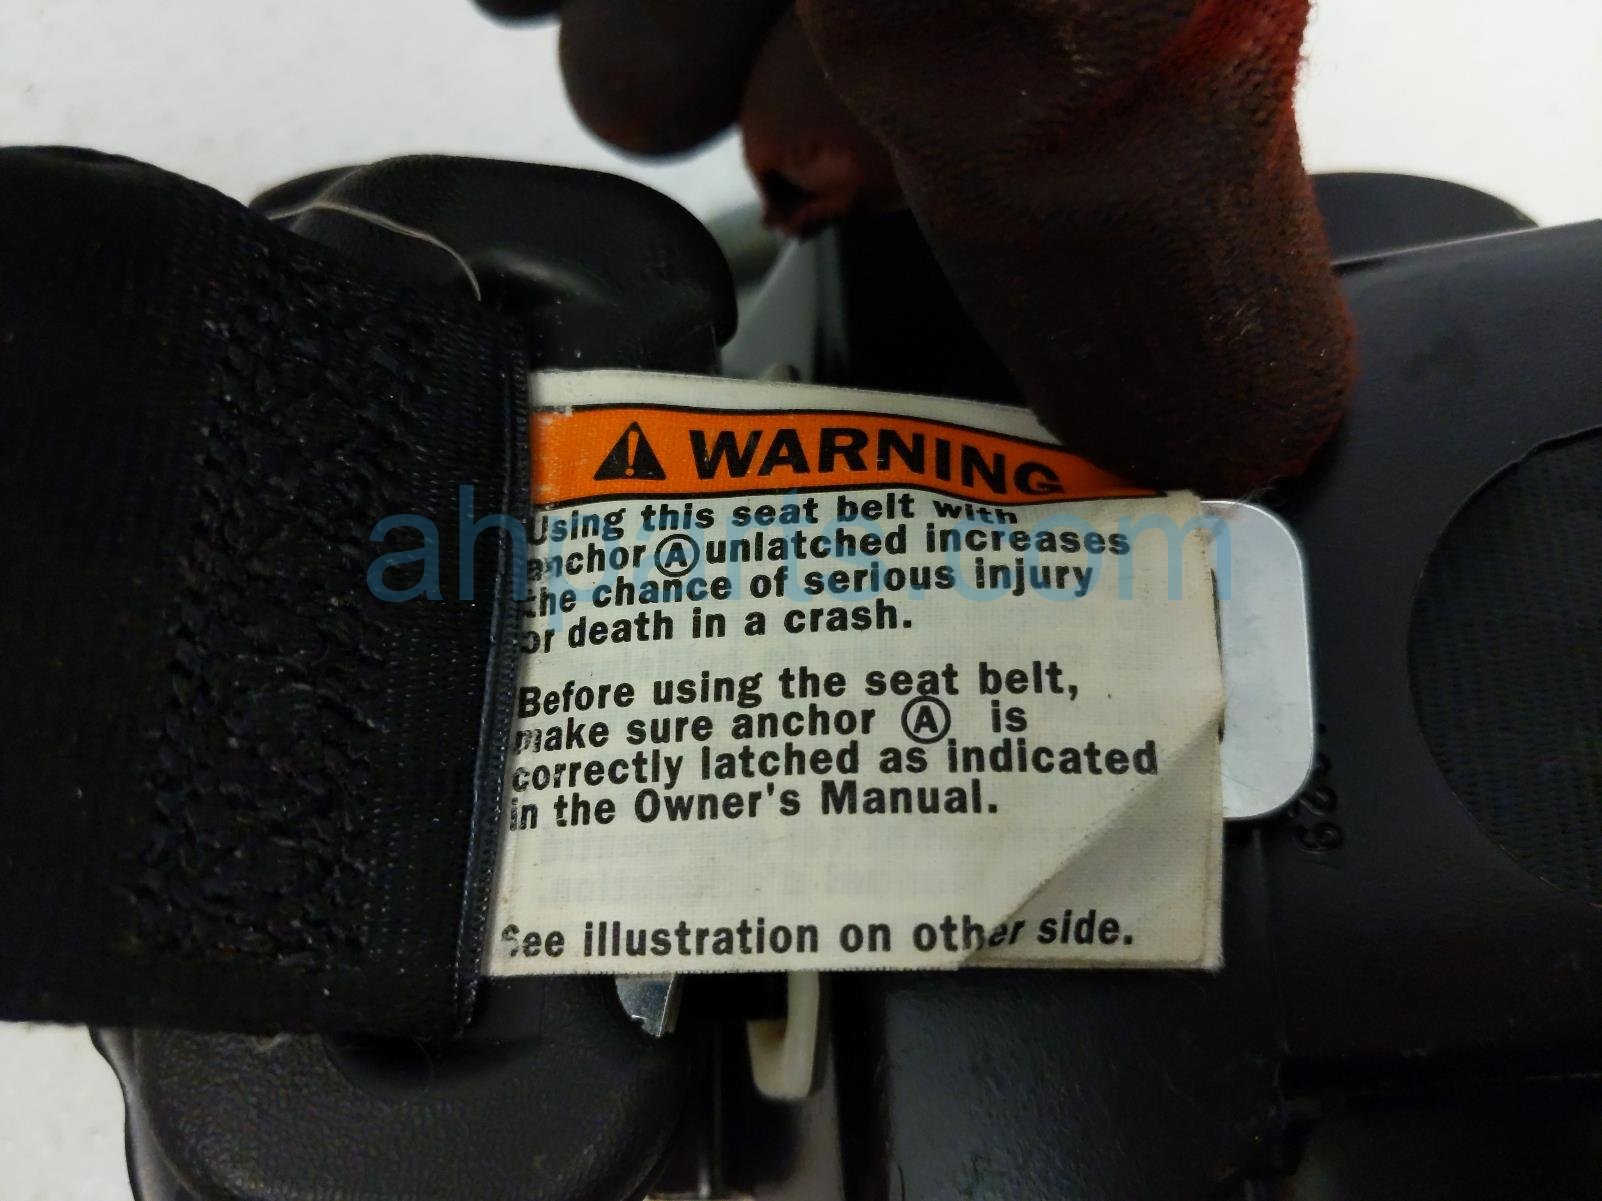 WARNING
Using this seat belt with
anchor Ⓐ unlatched increases
the chance of serious injury
or death in a crash.
Before using the seat belt,
make sure anchor Ⓐ is
correctly latched as indicated
in the Owner's Manual.
See illustration on other side.
ahparts.com